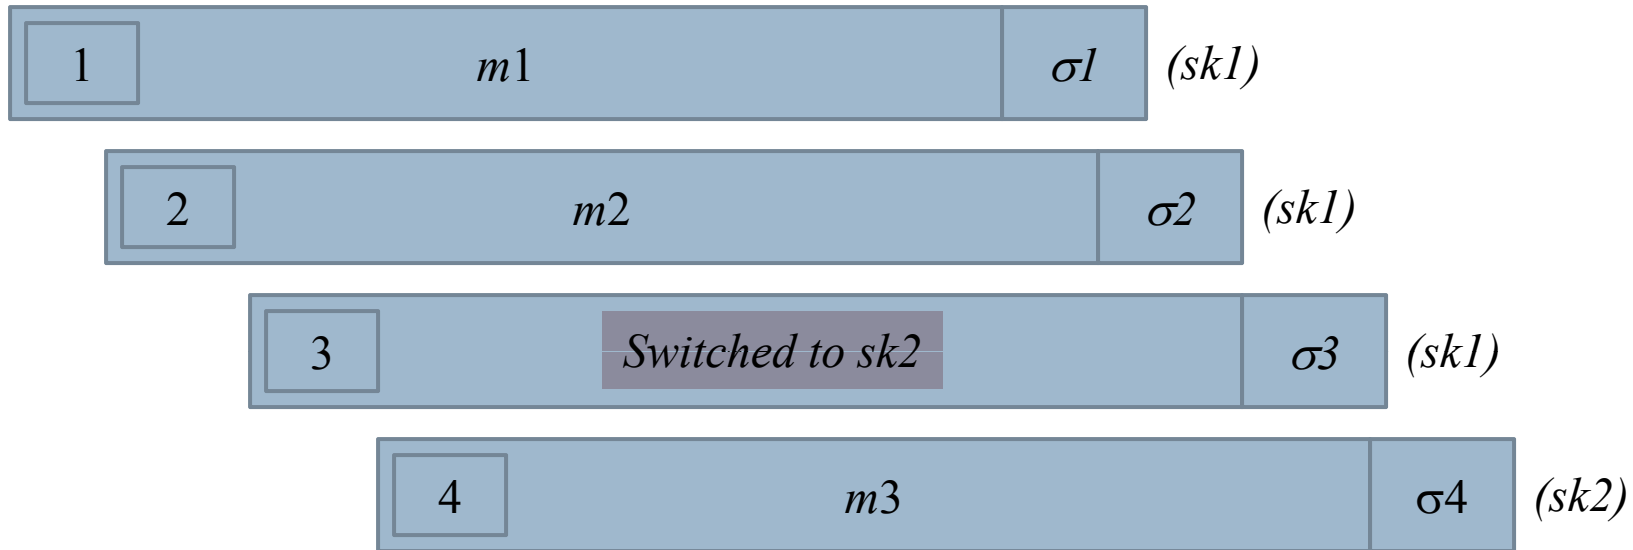 1 m1 σ1 (sk1)
2 m2 σ2 (sk1)
3 Switched to sk2 σ3 (sk1)
4 m3 σ4 (sk2)